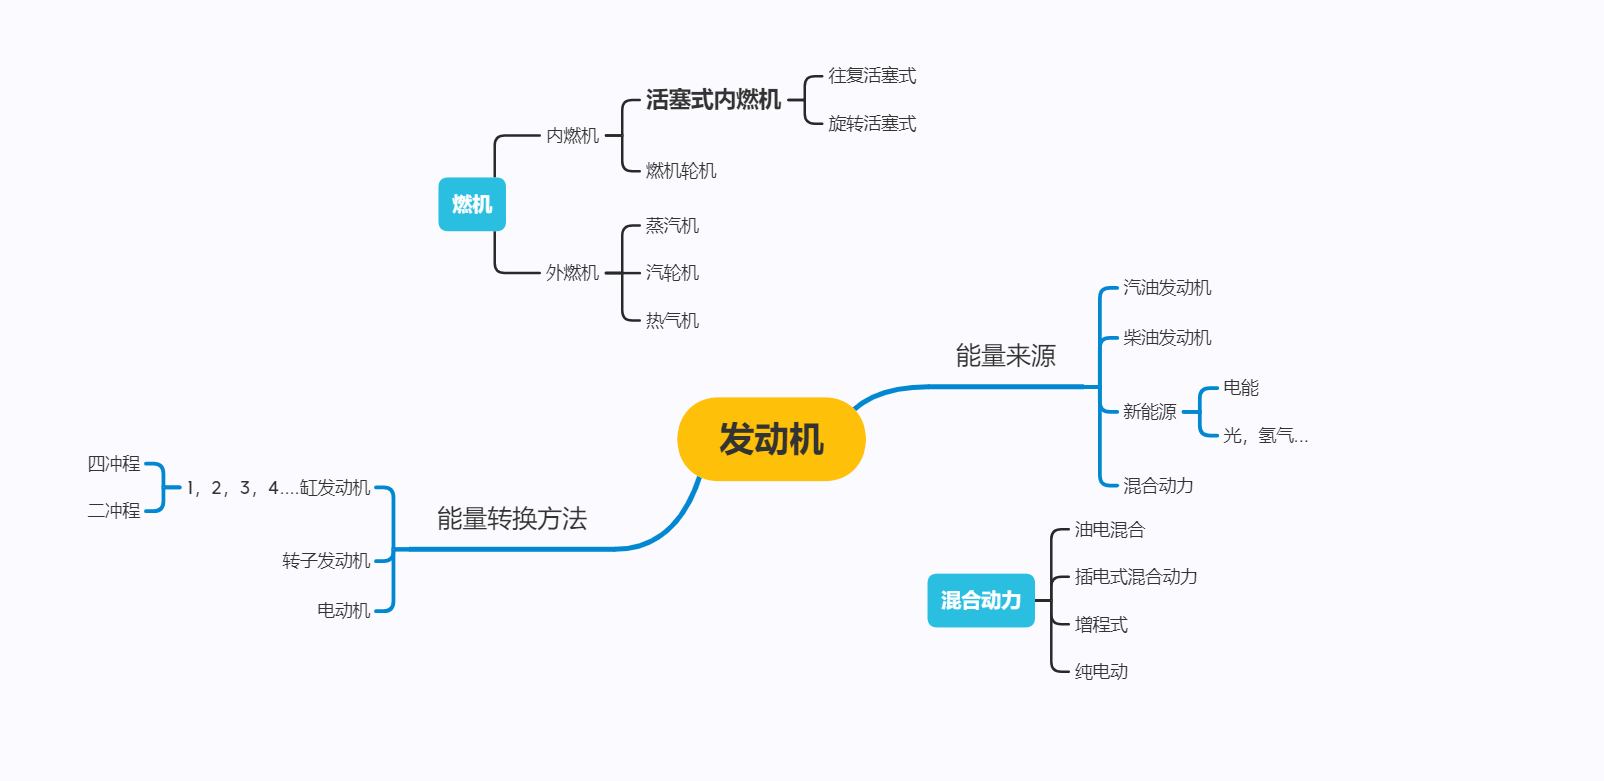 往复活塞式
活塞式内燃机
旋转活塞式
内燃机
燃机轮机
燃机
蒸汽机
外燃机
汽轮机
热气机
能量来源
汽油发动机
柴油发动机
新能源
电能
光，氢气...
混合动力
发动机
能量转换方法
1，2，3，4....缸发动机
四冲程
二冲程
转子发动机
电动机
混合动力
油电混合
插电式混合动力
增程式
纯电动